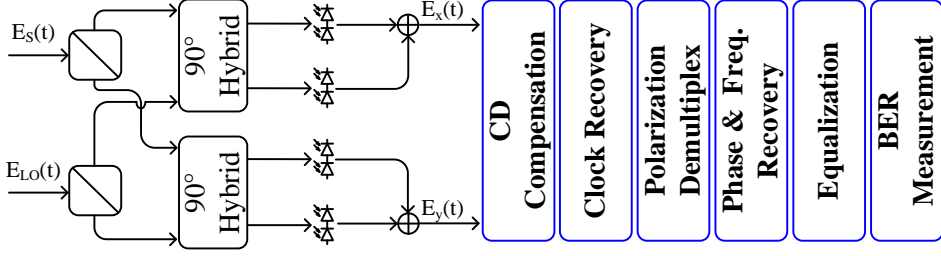 E_S(t)
E_LO(t)
90°
Hybrid
90°
Hybrid
E_x(t)
E_y(t)
CD
Compensation
Clock Recovery
Polarization
Demultiplex
Phase & Freq.
Recovery
Equalization
BER
Measurement